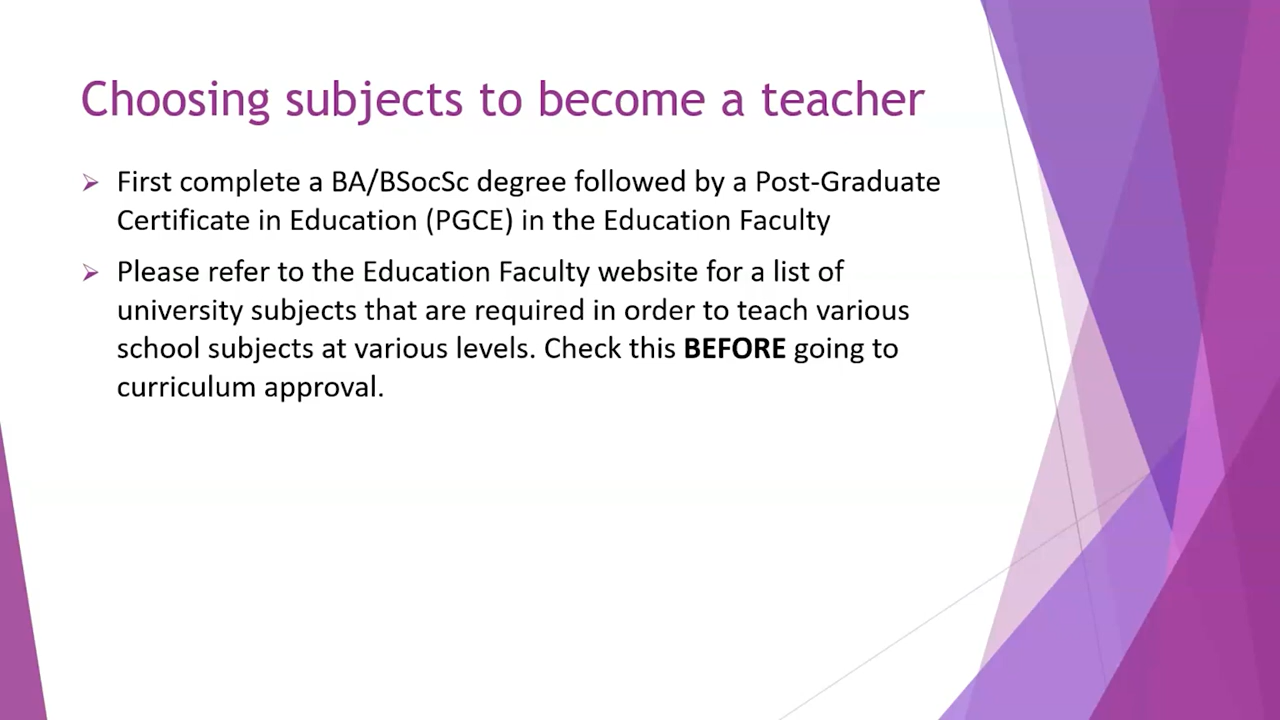 Choosing subjects to become a teacher
First complete a BA/BSocSc degree followed by a Post-Graduate
Certificate in Education (PGCE) in the Education Faculty
Please refer to the Education Faculty website for a list of
university subjects that are required in order to teach various
school subjects at various levels. Check this BEFORE going to
curriculum approval.